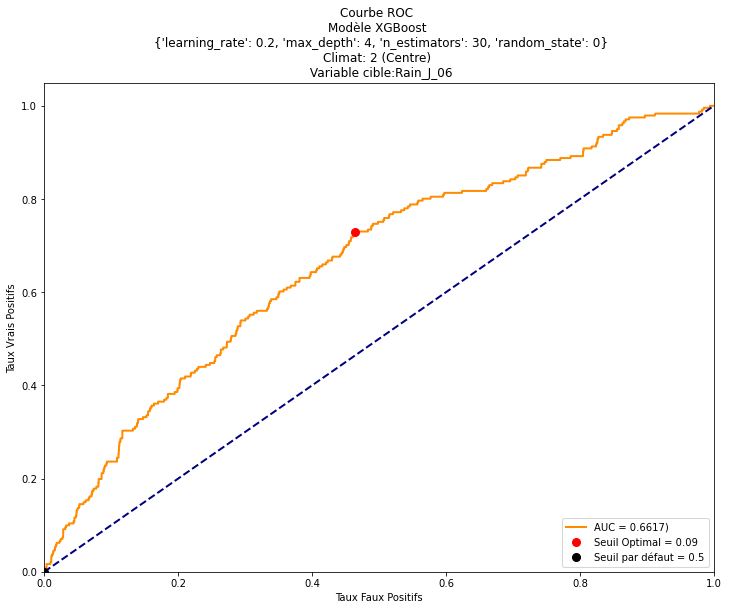 Courbe ROC
Modèle XGBoost
{'learning_rate': 0.2, 'max_depth': 4, 'n_estimators': 30, 'random_state': 0}
Climat: 2 (Centre)
Variable cible:Rain_J_06
1.0
0.8
0.6
0.4
0.2
0.0
Taux Vrais Positifs
AUC = 0.6617)
Seuil Optimal = 0.09
Seuil par défaut = 0.5
0.0 0.2 0.4 0.6 0.8 1.0
Taux Faux Positifs